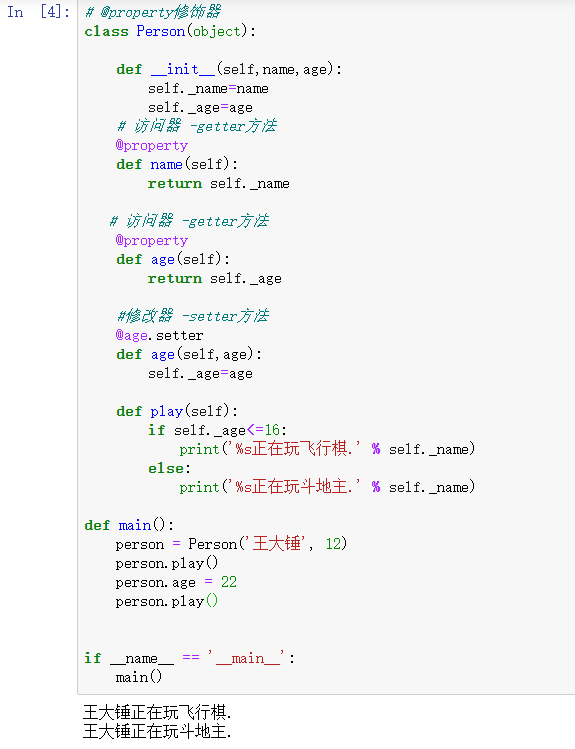 In [4]:
# @property修饰器
class Person(object):
def __init__(self,name,age):
self._name=name
self._age=age
# 访问器 -getter方法
@property
def name(self):
return self._name
# 访问器 -getter方法
@property
def age(self):
return self._age
#修改器 -setter方法
@age.setter
def age(self,age):
self._age=age
def play(self):
if self._age<=16:
print('%s正在玩飞行棋.' % self._name)
else:
print('%s正在玩斗地主.' % self._name)
def main():
person = Person('王大锤', 12)
person.play()
person.age = 22
person.play()
if __name__ == '__main__':
main()
王大锤正在玩飞行棋.
王大锤正在玩斗地主.